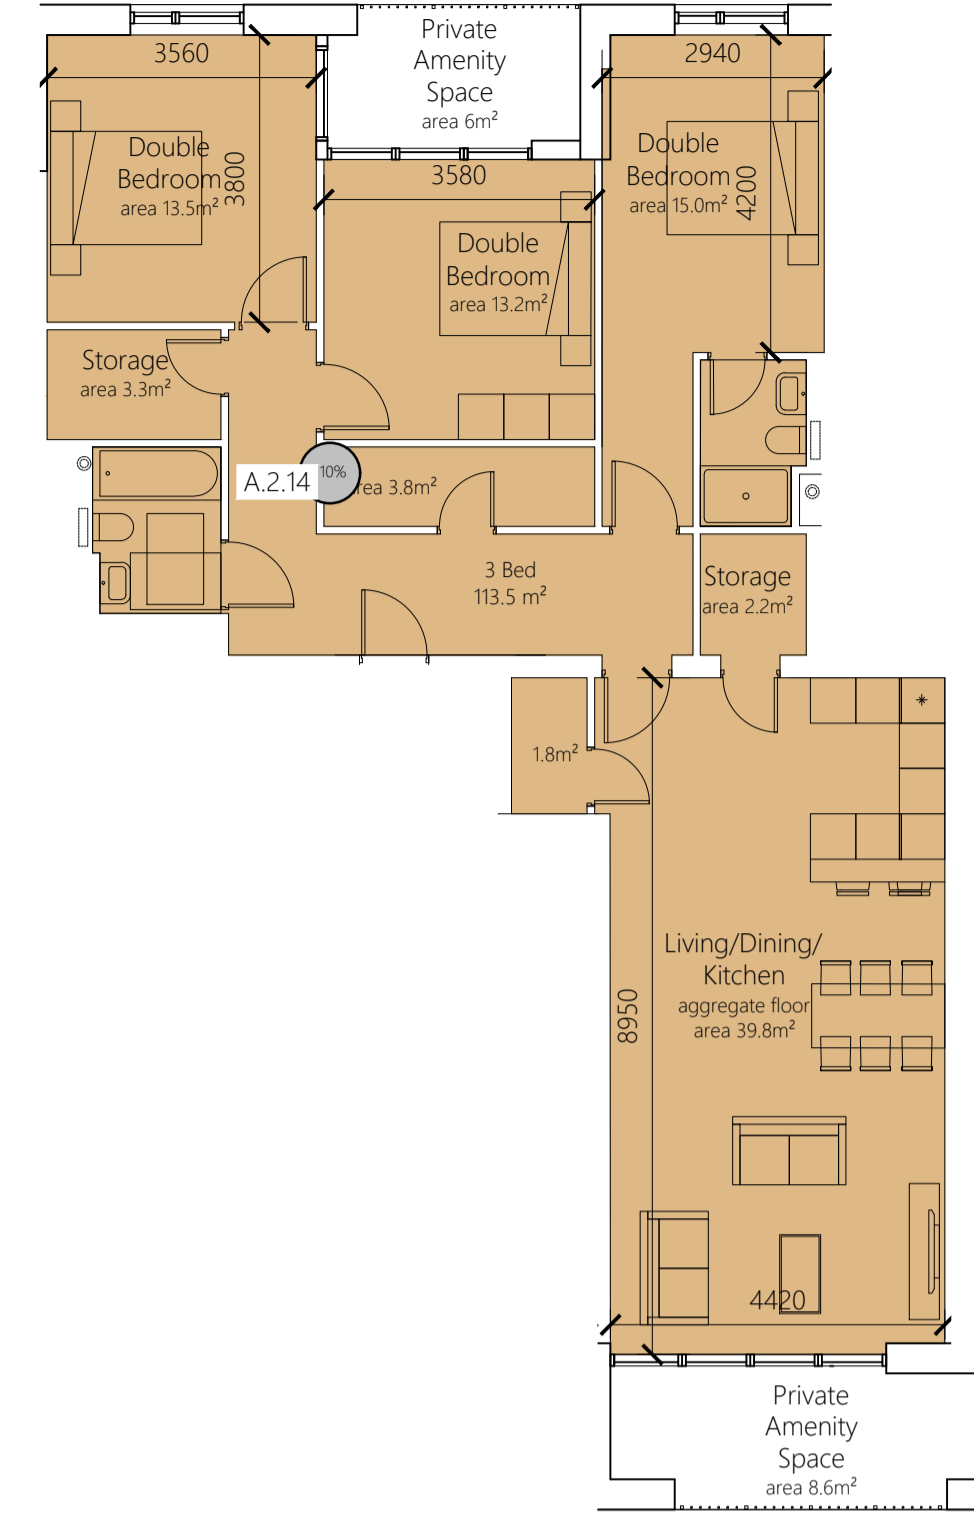 Private
Amenity
Space
area 6m²
3560
2940
Double
Bedroom
area 13.5m²
3800
3580
Double
Bedroom
area 15.0m²
4200
Double
Bedroom
area 13.2m²
Storage
area 3.3m²
A.2.14
10%
rea 3.8m²
3 Bed
113.5 m²
Storage
area 2.2m²
1.8m²
Living/Dining/
Kitchen
aggregate floor
area 39.8m²
8950
4420
Private
Amenity
Space
area 8.6m²